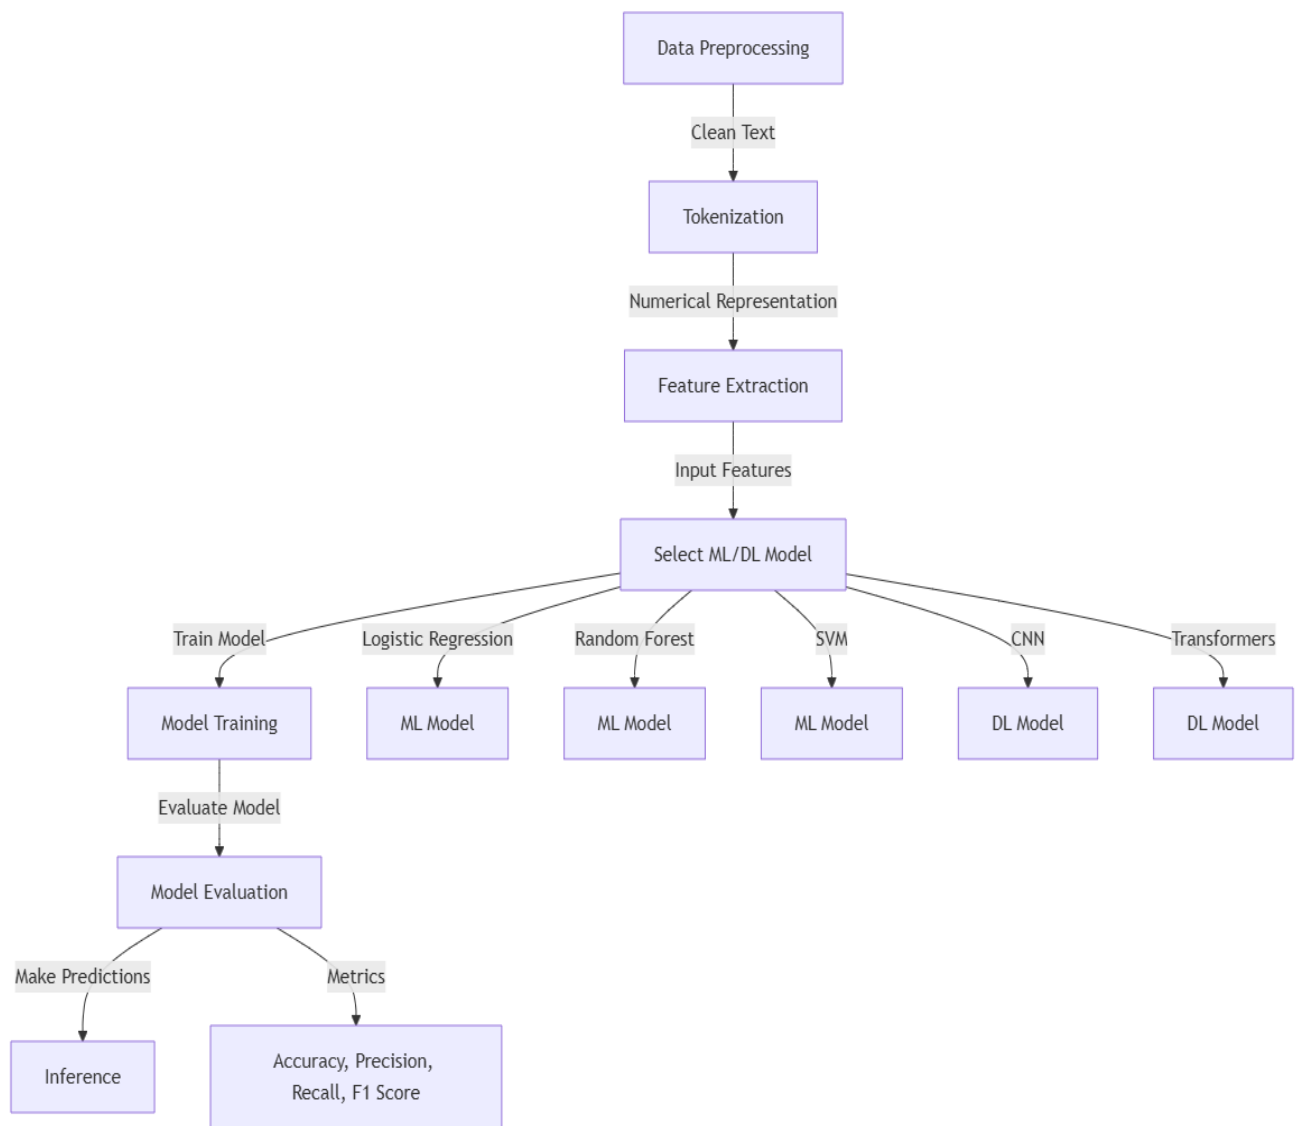 Data Preprocessing
Clean Text
Tokenization
Numerical Representation
Feature Extraction
Input Features
Select ML/DL Model
Train Model
Logistic Regression
Random Forest
SVM
CNN
Transformers
Model Training
ML Model
ML Model
ML Model
DL Model
DL Model
Evaluate Model
Model Evaluation
Make Predictions
Metrics
Inference
Accuracy, Precision,
Recall, F1 Score